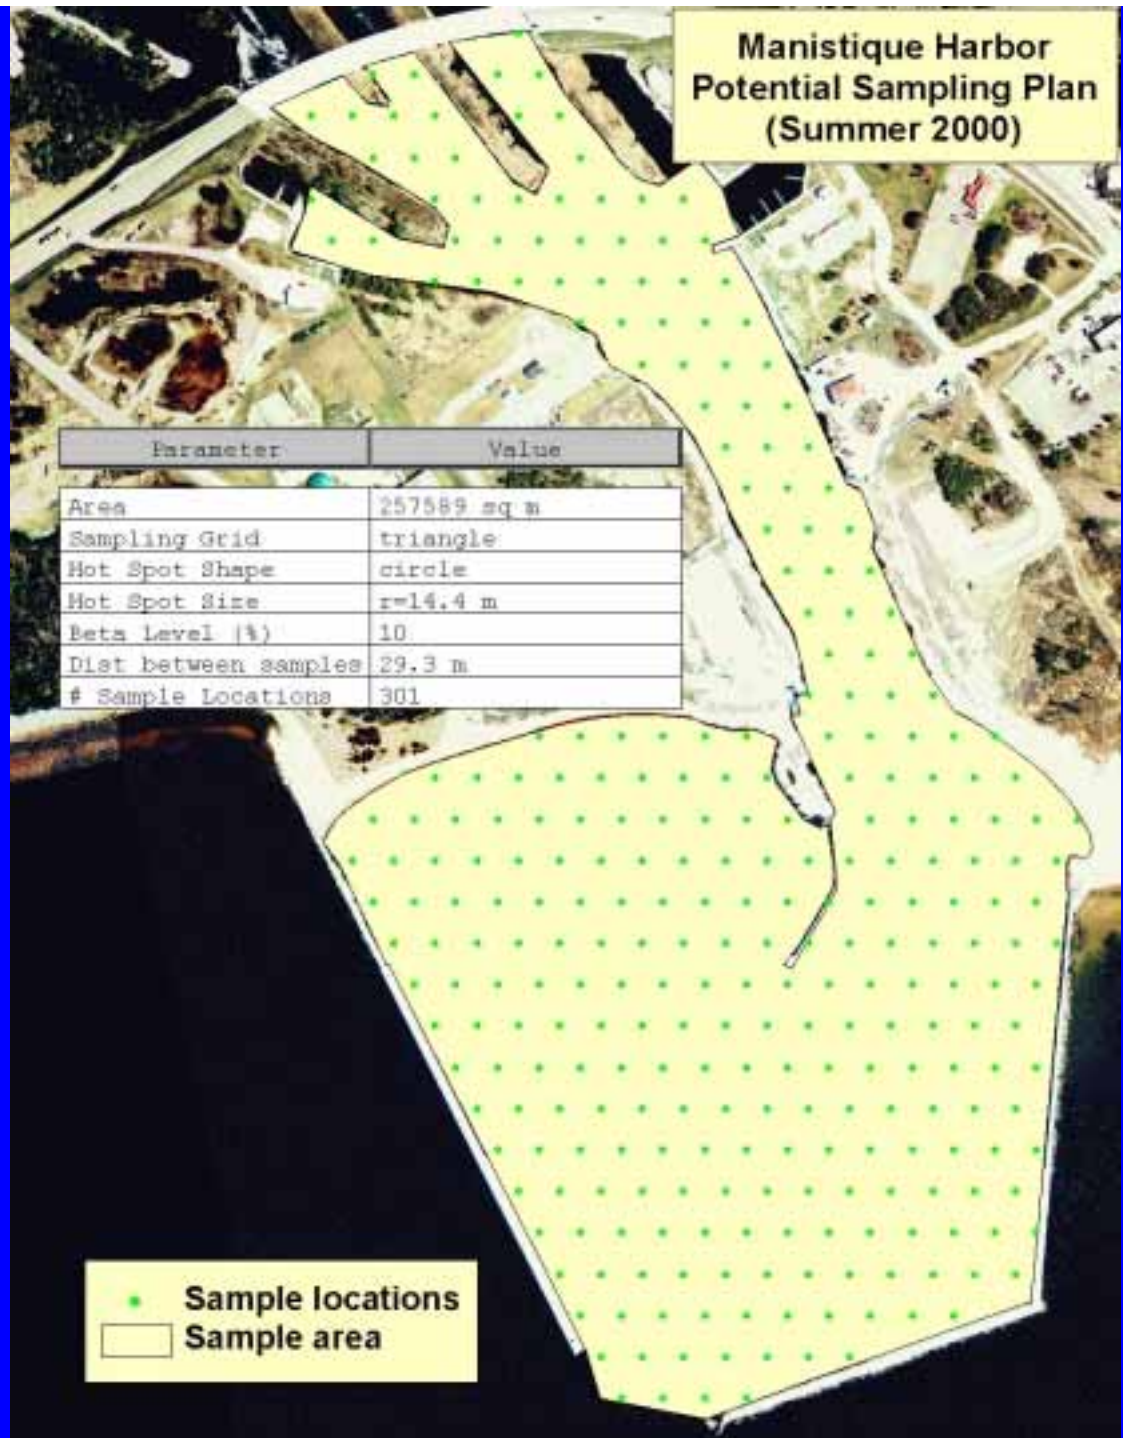 Manistique Harbor
Potential Sampling Plan
(Summer 2000)
Parameter Value
Area 257589 sq m
Sampling Grid triangle
Hot Spot Shape circle
Hot Spot Size r=14.4 m
Beta Level (%) 10
Dist between samples 29.3 m
# Sample Locations 301
Sample locations
Sample area